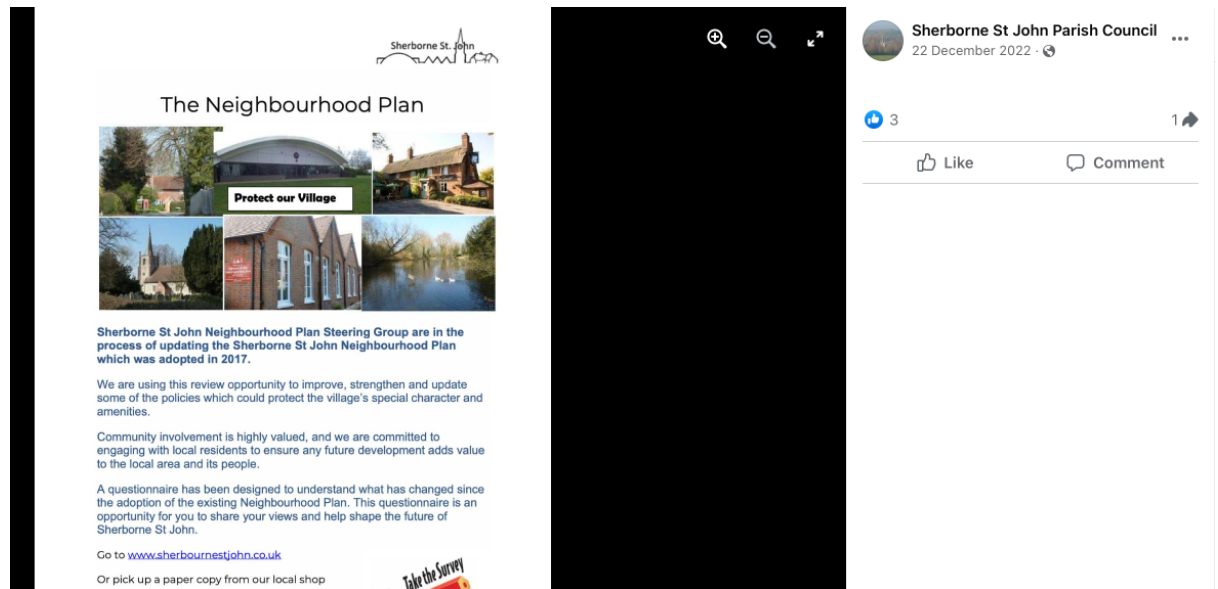 Sherborne St. John
The Neighbourhood Plan
Protect our Village
Sherborne St John Neighbourhood Plan Steering Group are in the
process of updating the Sherborne St John Neighbourhood Plan
which was adopted in 2017.
We are using this review opportunity to improve, strengthen and update
some of the policies which could protect the village's special character and
amenities.
Community involvement is highly valued, and we are committed to
engaging with local residents to ensure any future development adds value
to the local area and its people.
A questionnaire has been designed to understand what has changed since
the adoption of the existing Neighbourhood Plan. This questionnaire is an
opportunity for you to share your views and help shape the future of
Sherborne St John.
Go to www.sherbournestjohn.co.uk
Or pick up a paper copy from our local shop
Take the Survey
Sherborne St John Parish Council
22 December 2022 ·
3
1
Like
Comment